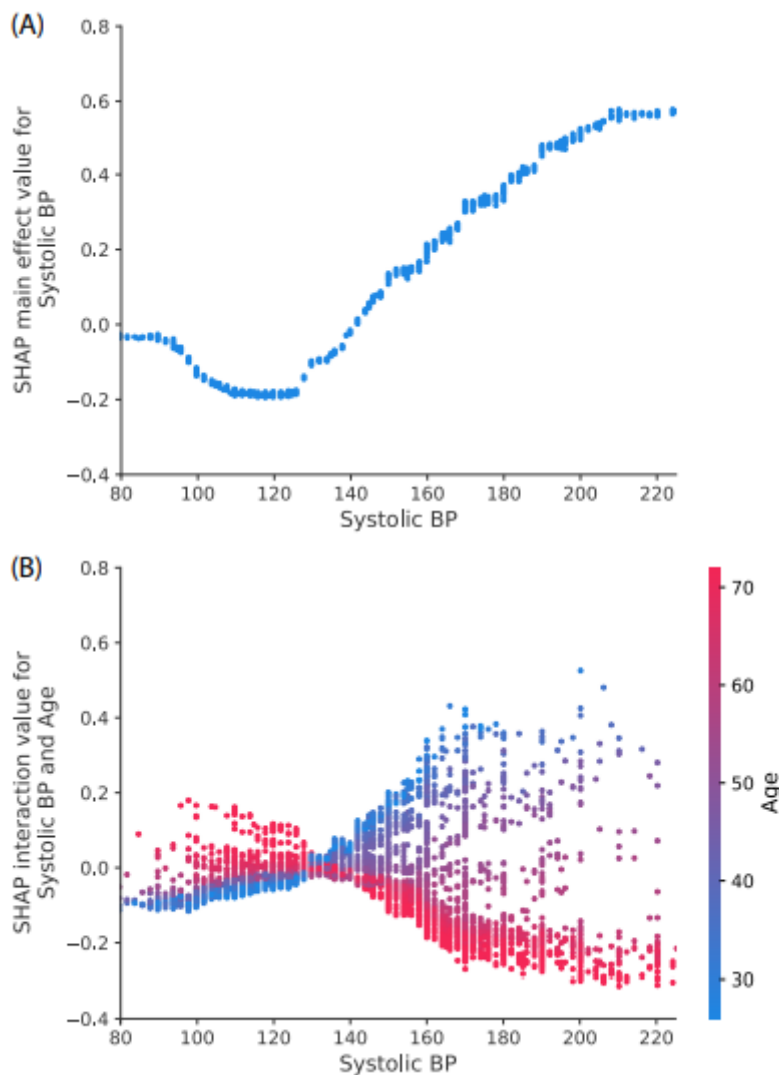 (A)
SHAP main effect value for
Systolic BP
0.8
0.6
0.4
0.2
0.0
−0.2
−0.4
80 100 120 140 160 180 200 220
Systolic BP
(B)
SHAP interaction value for
Systolic BP and Age
0.8
0.6
0.4
0.2
0.0
−0.2
−0.4
80 100 120 140 160 180 200 220
Systolic BP
70
60
50
40
30
Age